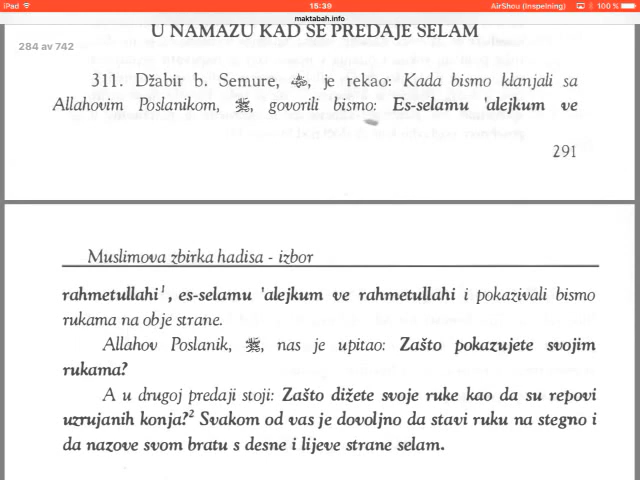 iPad
15:39
AirShou (Inspelning)
100 %
maktabah.info
U NAMAZU KAD SE PREDAJE SELAM
284 av 742
311. Džabir b. Semure, ﷺ, je rekao: Kada bismo klanjali sa
Allahovim Poslanikom, ﷺ, govorili bismo: Es-selamu 'alejkum ve
291
Muslimova zbirka hadisa - izbor
rahmetullahi¹, es-selamu 'alejkum ve rahmetullahi i pokazivali bismo
rukama na obje strane.
Allahov Poslanik, ﷺ, nas je upitao: Zašto pokazujete svojim
rukama?
A u drugoj predaji stoji: Zašto dižete svoje ruke kao da su repovi
uzrujanih konja?² Svakom od vas je dovoljno da stavi ruku na stegno i
da nazove svom bratu s desne i lijeve strane selam.